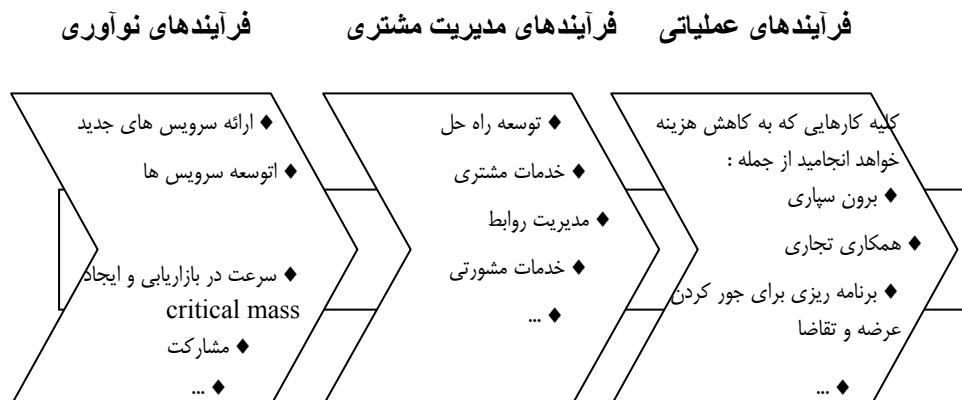 فرآیندهای عملیاتی
فرآیندهای مدیریت مشتری
فرآیندهای نوآوری
کلیه کارهایی که به کاهش هزینه
خواهد انجامید از جمله :
♦ برون سپاری
♦ همکاری تجاری
♦ برنامه ریزی برای جور کردن
عرضه و تقاضا
♦ ...
♦ توسعه راه حل
♦ خدمات مشتری
♦ مدیریت روابط
♦ خدمات مشورتی
♦ ...
♦ ارائه سرویس های جدید
♦ اتوسعه سرویس ها
♦ سرعت در بازاریابی و ایجاد
critical mass
♦ مشارکت
♦ ...